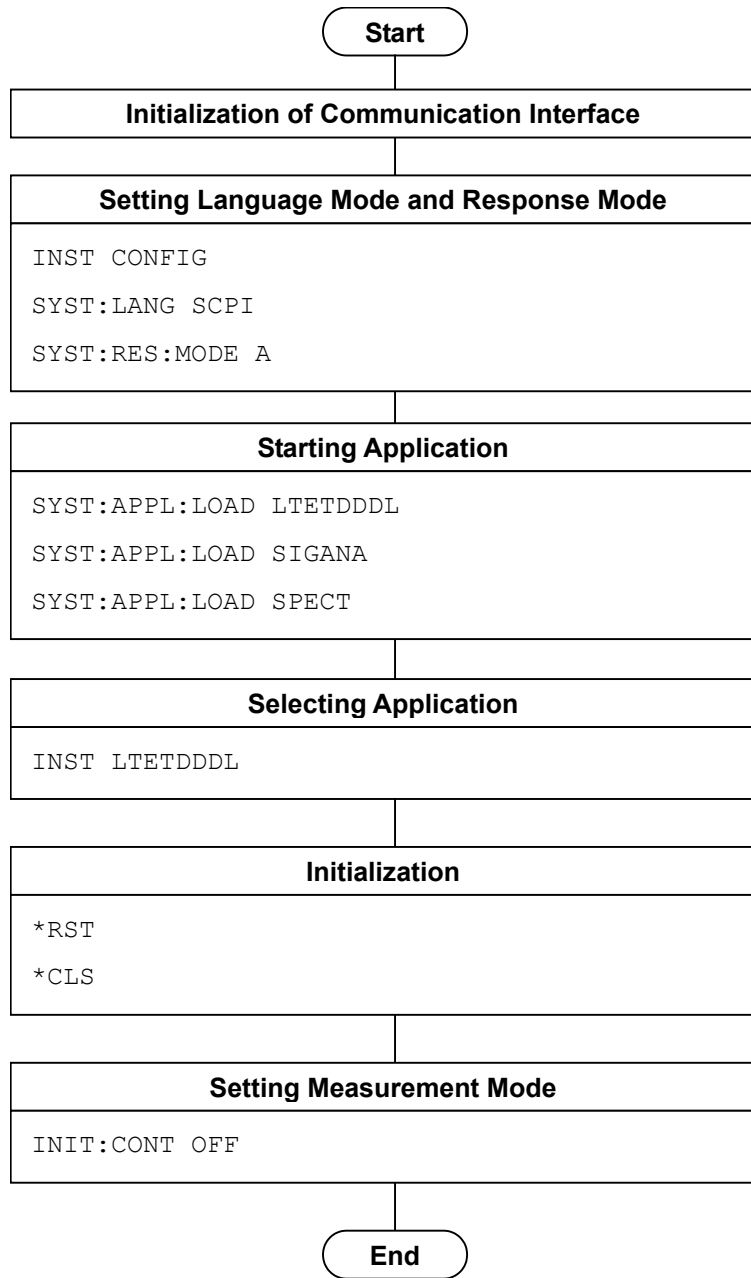 Start
Initialization of Communication Interface
Setting Language Mode and Response Mode
INST CONFIG
SYST:LANG SCPI
SYST:RES:MODE A
Starting Application
SYST:APPL:LOAD LTETDDDL
SYST:APPL:LOAD SIGANA
SYST:APPL:LOAD SPECT
Selecting Application
INST LTETDDDL
Initialization
*RST
*CLS
Setting Measurement Mode
INIT:CONT OFF
End